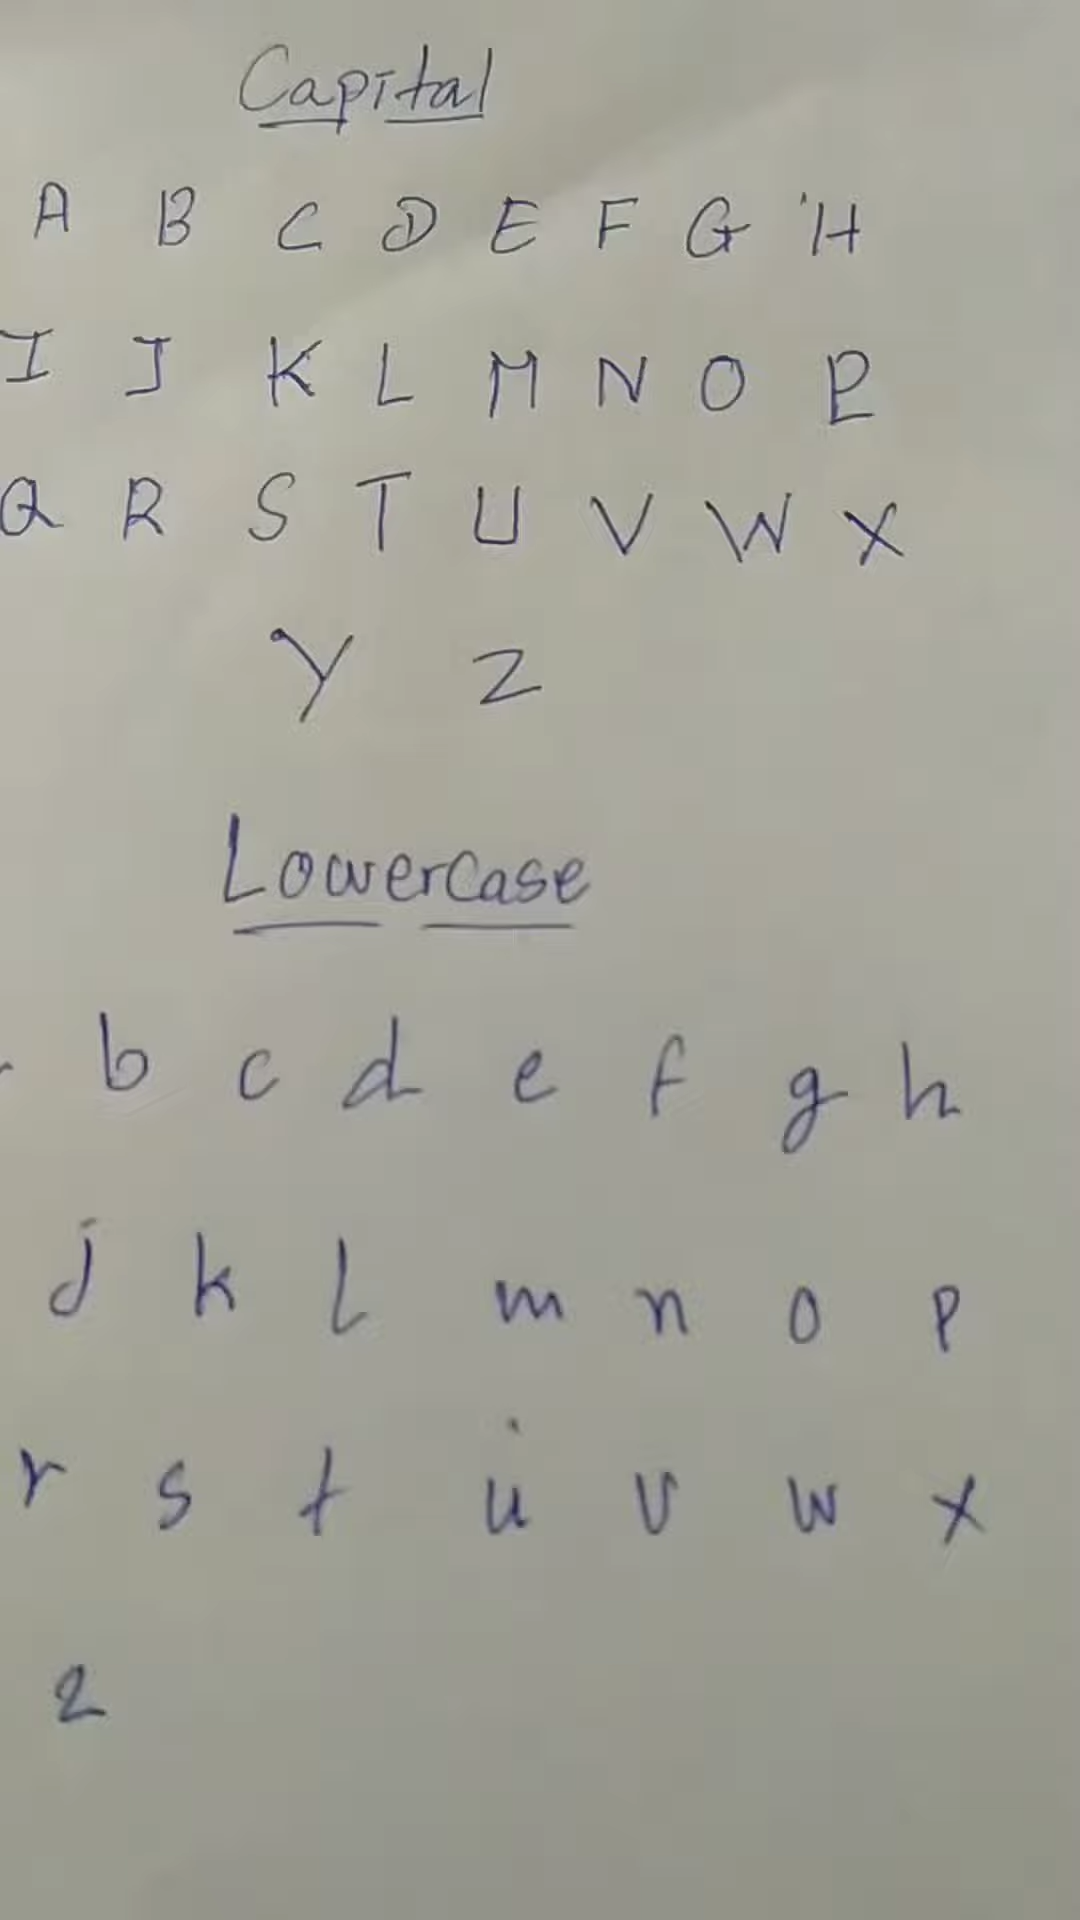 Capital
A B C D E F G H
I J K L M N O P
Q R S T U V W X
Y Z
Lowercase
b c d e f g h
j k l m n o p
r s t u v w x
z